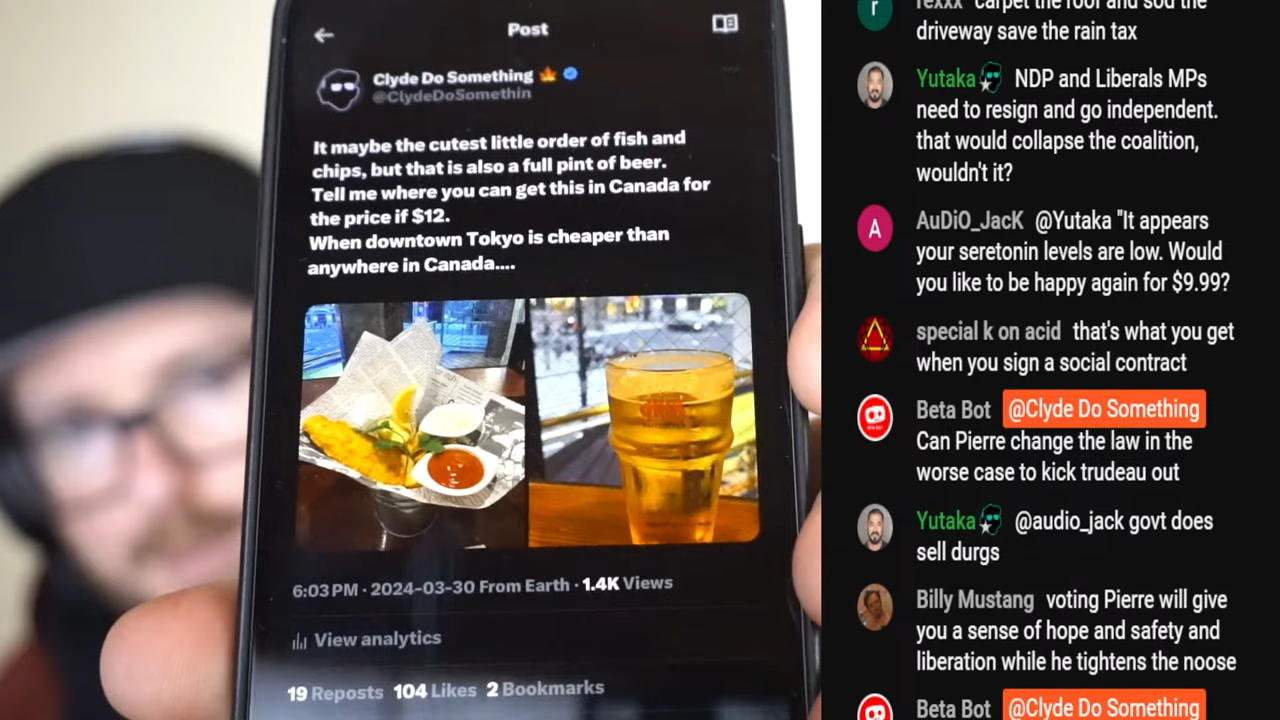 Post
Clyde Do Something
@ClydeDoSomethin
It maybe the cutest little order of fish and
chips, but that is also a full pint of beer.
Tell me where you can get this in Canada for
the price if $12.
When downtown Tokyo is cheaper than
anywhere in Canada....
6:03 PM · 2024-03-30 From Earth · 1.4K Views
View analytics
19 Reposts 104 Likes 2 Bookmarks
r
rexxx carpet the roof and sod the
driveway save the rain tax
Yutaka NDP and Liberals MPs
need to resign and go independent.
that would collapse the coalition,
wouldn't it?
A
AuDiO_JacK @Yutaka "It appears
your seretonin levels are low. Would
you like to be happy again for $9.99?
special k on acid that's what you get
when you sign a social contract
Beta Bot @Clyde Do Something
Can Pierre change the law in the
worse case to kick trudeau out
Yutaka @audio_jack govt does
sell durgs
Billy Mustang voting Pierre will give
you a sense of hope and safety and
liberation while he tightens the noose
Beta Bot @Clyde Do Something